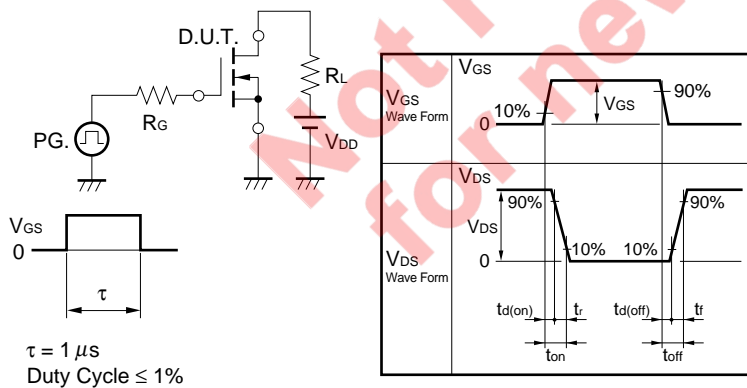 D.U.T.
RL
RG
PG.
VDD
VGS
0
τ
τ = 1 μs
Duty Cycle ≤ 1%
VGS
Wave Form
VGS
10%
VGS
90%
0
VDS
Wave Form
VDS
90%
VDS
90%
10%
10%
0
td(on)
tr
td(off)
tf
ton
toff
Not
for new